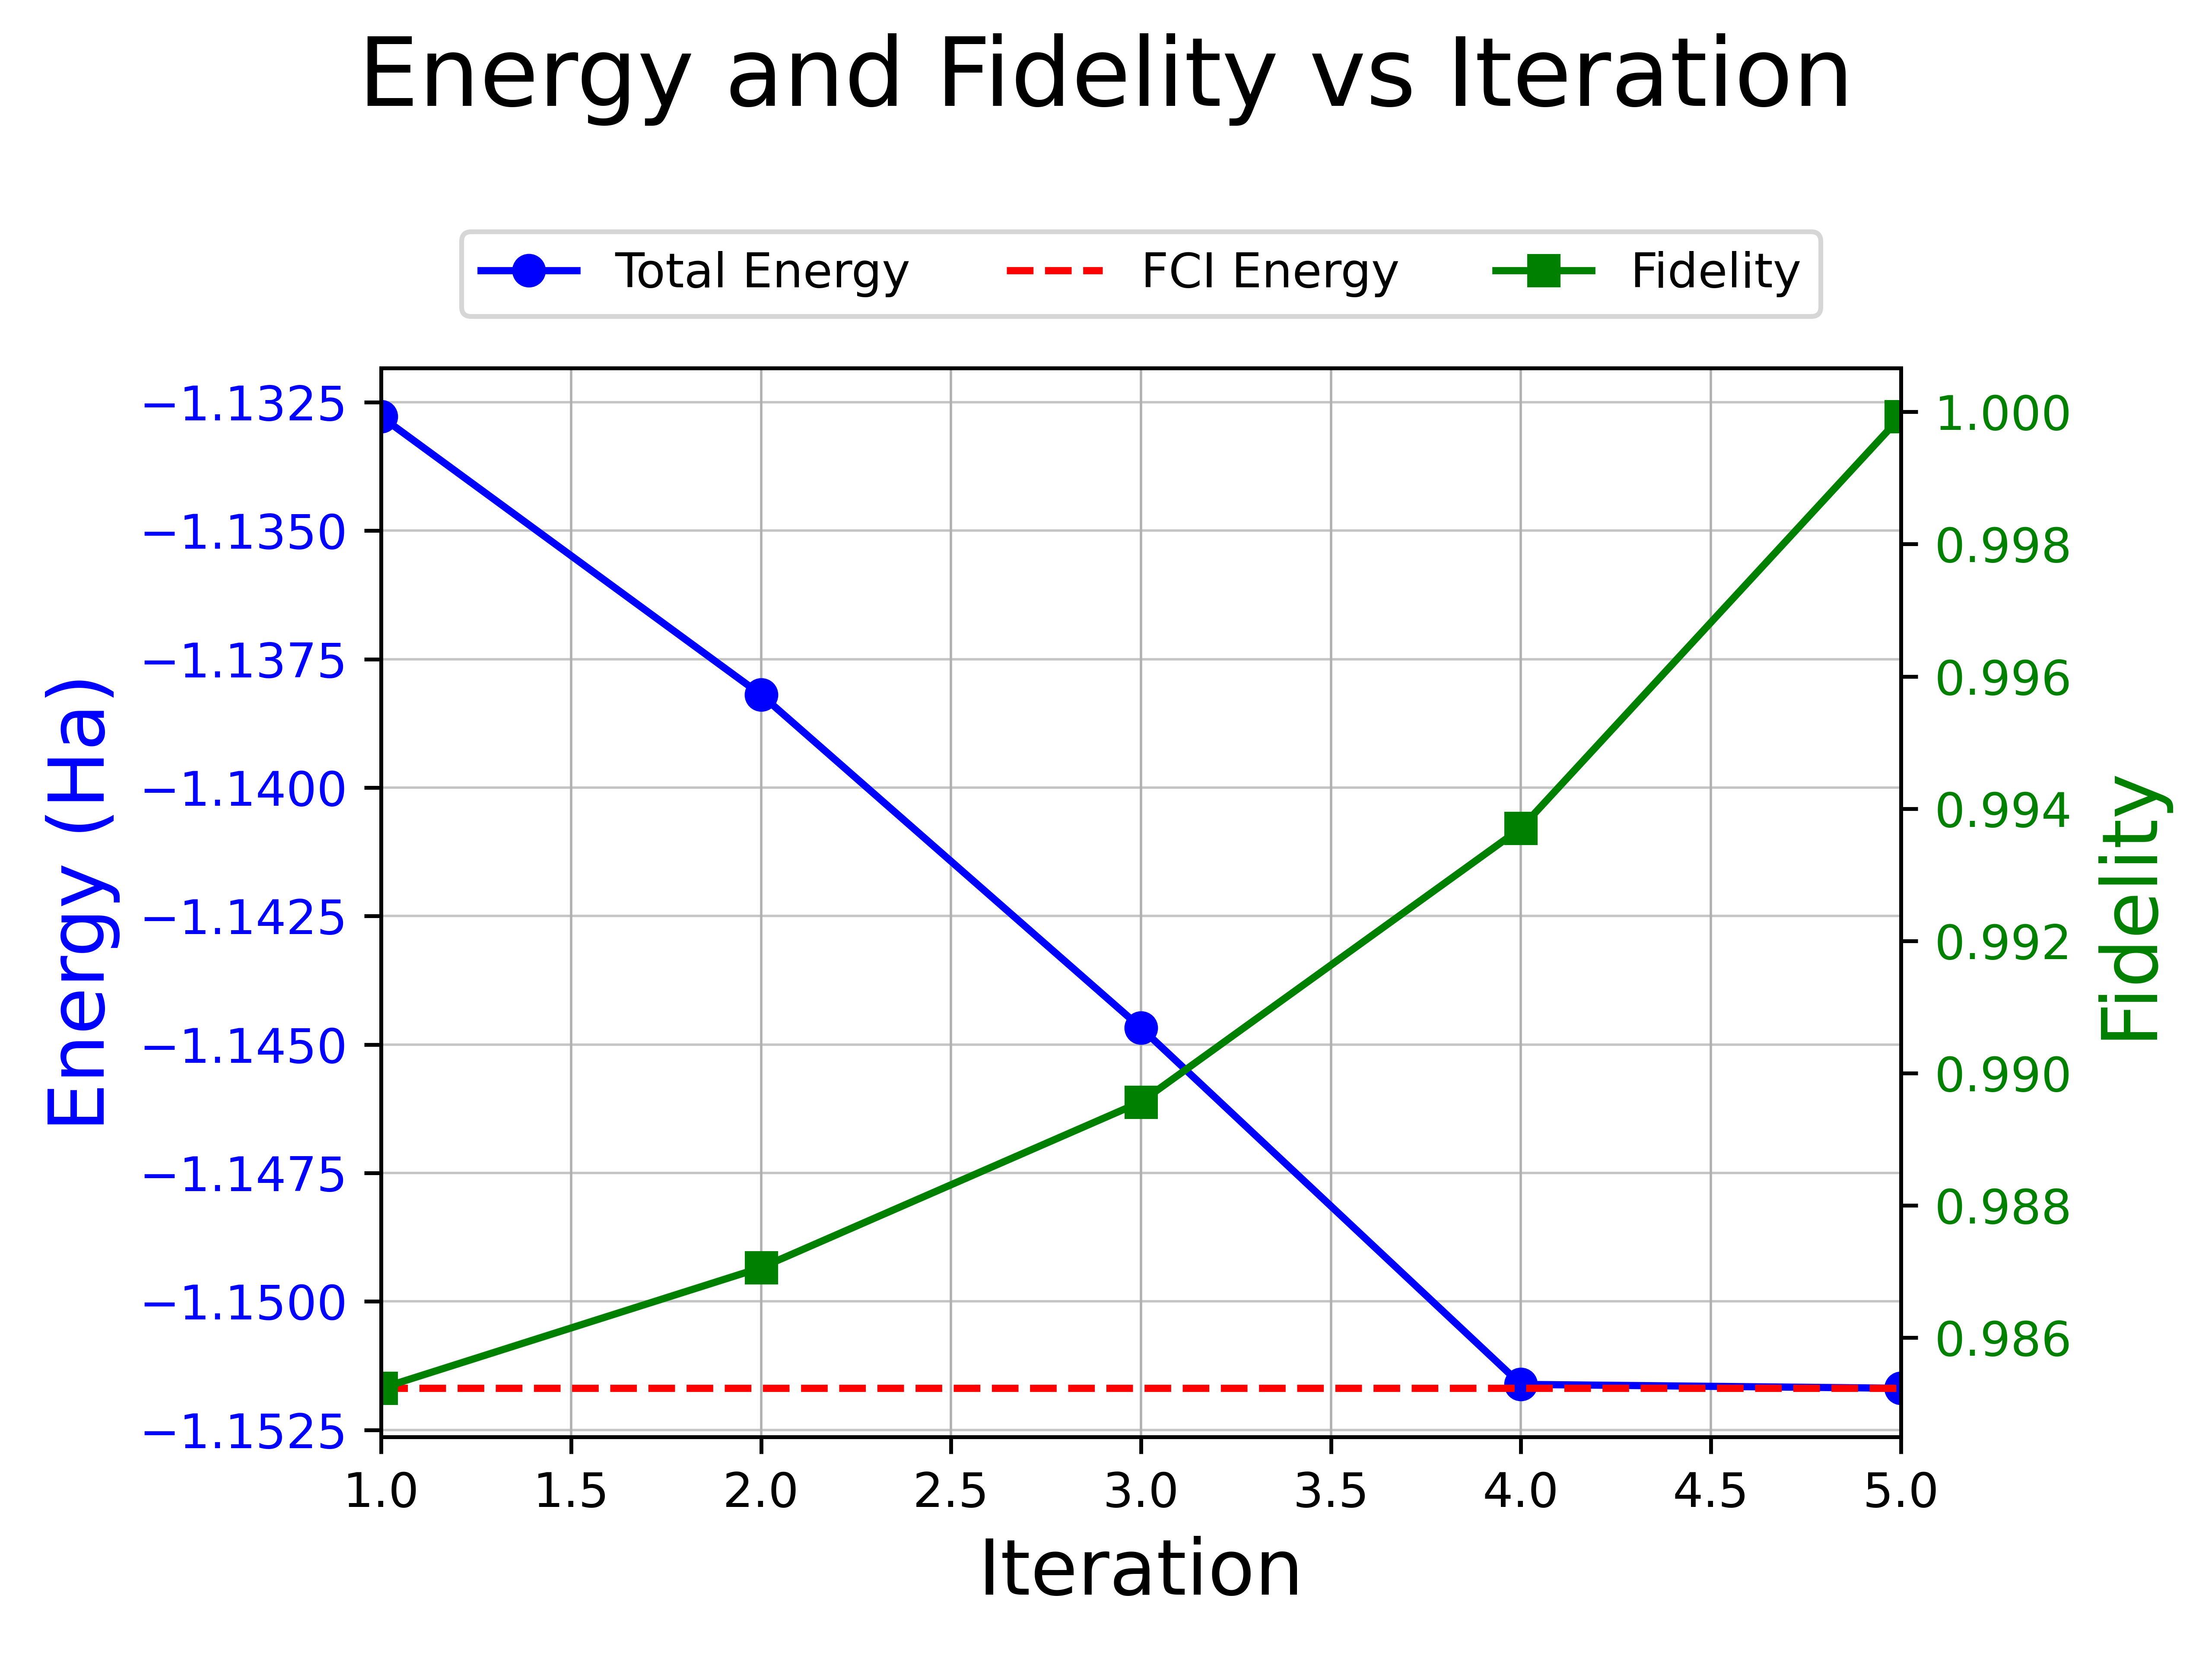 Energy and Fidelity vs Iteration
Total Energy
FCI Energy
Fidelity
Energy (Ha)
−1.1325
−1.1350
−1.1375
−1.1400
−1.1425
−1.1450
−1.1475
−1.1500
−1.1525
1.000
0.998
0.996
0.994
0.992
0.990
0.988
0.986
Fidelity
1.0 1.5 2.0 2.5 3.0 3.5 4.0 4.5 5.0
Iteration